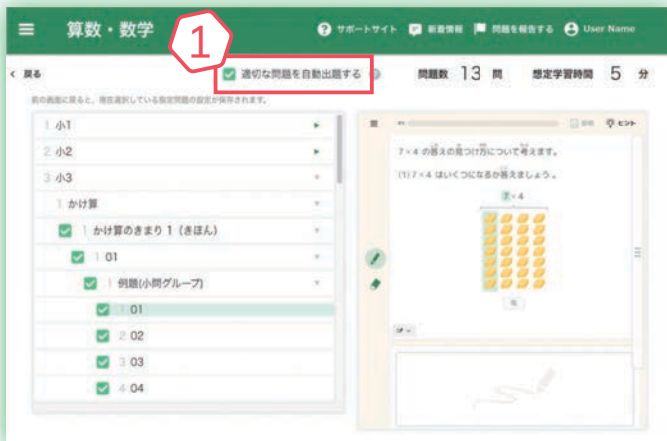 算数・数学
サポートサイト 新着情報 問題を報告する User Name
1
戻る
適切な問題を自動出題する
問題数 13 問 想定学習時間 5 分
前の画面に戻ると、現在選択している指定問題の設定が保存されます。
1 小1
2 小2
3 小3
1 かけ算
1 かけ算のきまり 1（きほん）
1 01
1 例題(小問グループ)
1 01
2 02
3 03
4 04
ヒント
7×4 の答えの見つけ方について考えます。
(1) 7×4 はいくつになるか答えましょう。
7×4